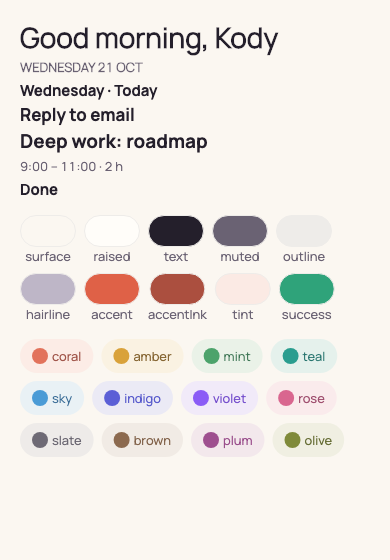 Good morning, Kody
WEDNESDAY 21 OCT
Wednesday · Today
Reply to email
Deep work: roadmap
9:00 – 11:00 · 2 h
Done
surface raised text muted outline
hairline accent accentInk tint success
coral amber mint teal
sky indigo violet rose
slate brown plum olive